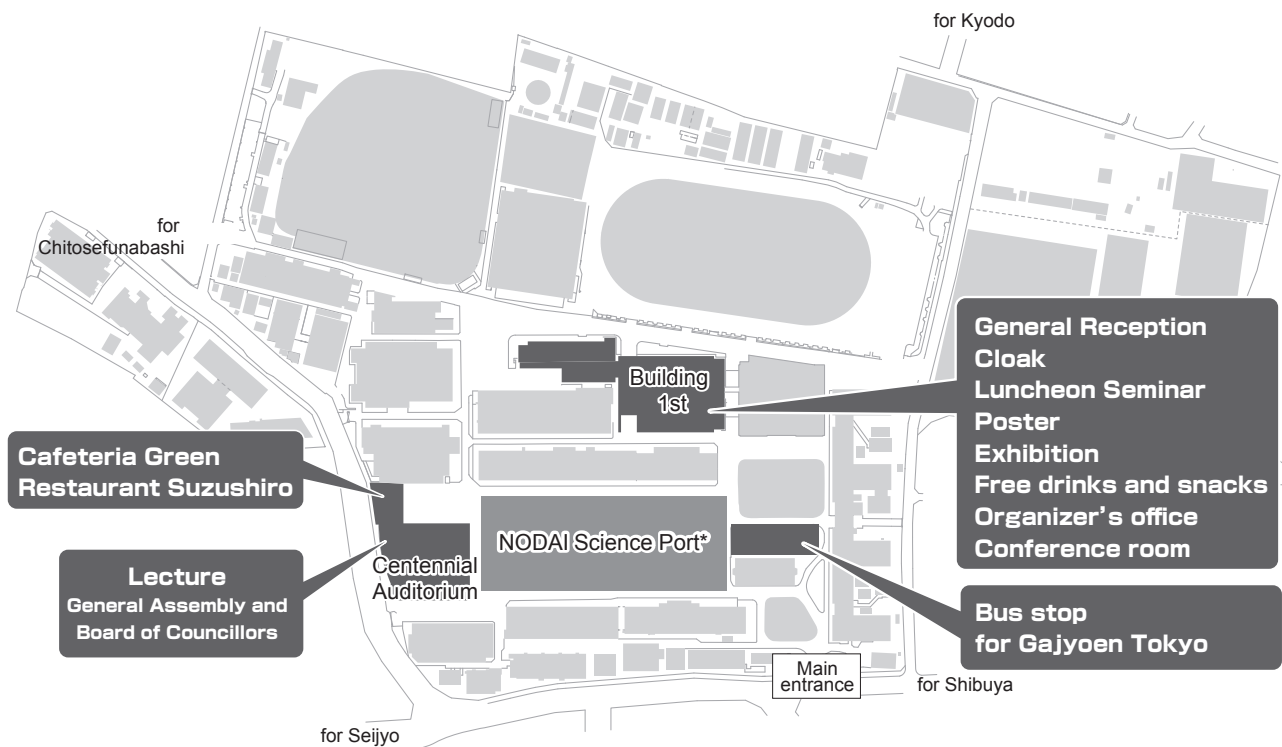 for Kyodo
for
Chitosefunabashi
General Reception
Cloak
Luncheon Seminar
Poster
Exhibition
Free drinks and snacks
Organizer’s office
Conference room
Building
1st
Cafeteria Green
Restaurant Suzushiro
NODAI Science Port*
Centennial
Auditorium
Lecture
General Assembly and
Board of Councillors
Bus stop
for Gajyoen Tokyo
Main
entrance
for Shibuya
for Seijyo